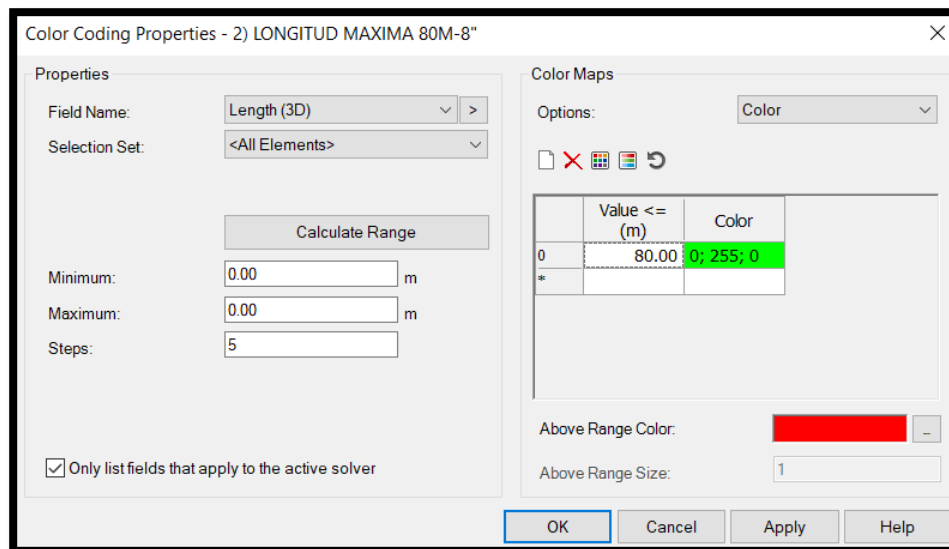 Color Coding Properties - 2) LONGITUD MAXIMA 80M-8"
Properties
Field Name:
Length (3D)
>
Selection Set:
<All Elements>
Calculate Range
Minimum:
0.00
m
Maximum:
0.00
m
Steps:
5
Only list fields that apply to the active solver
Color Maps
Options:
Color
Value <=
(m)
Color
0
80.00
0; 255; 0
*
Above Range Color:
...
Above Range Size:
1
OK
Cancel
Apply
Help